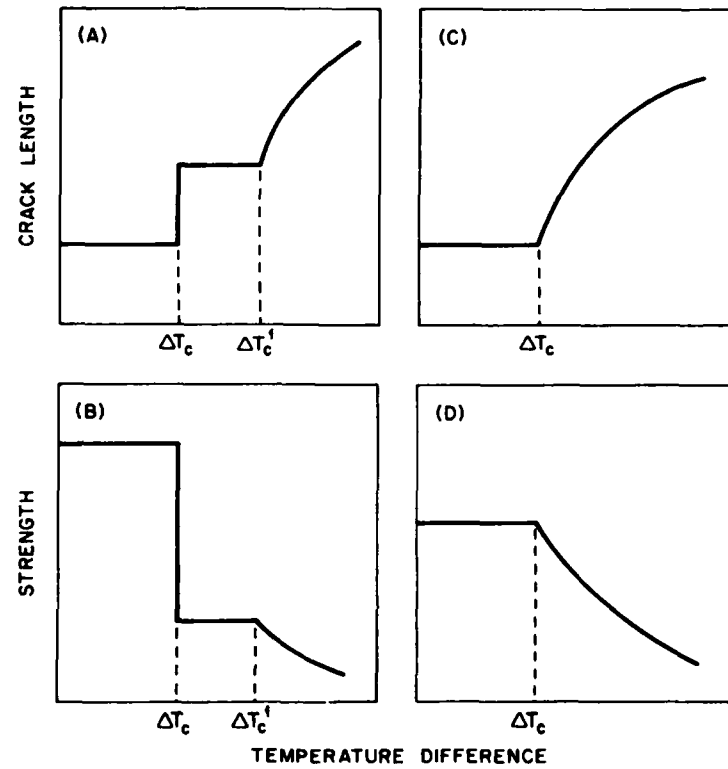 (A)
(C)
CRACK LENGTH
ΔTc ΔTc'
ΔTc
(B)
(D)
STRENGTH
ΔTc ΔTc'
ΔTc
TEMPERATURE DIFFERENCE